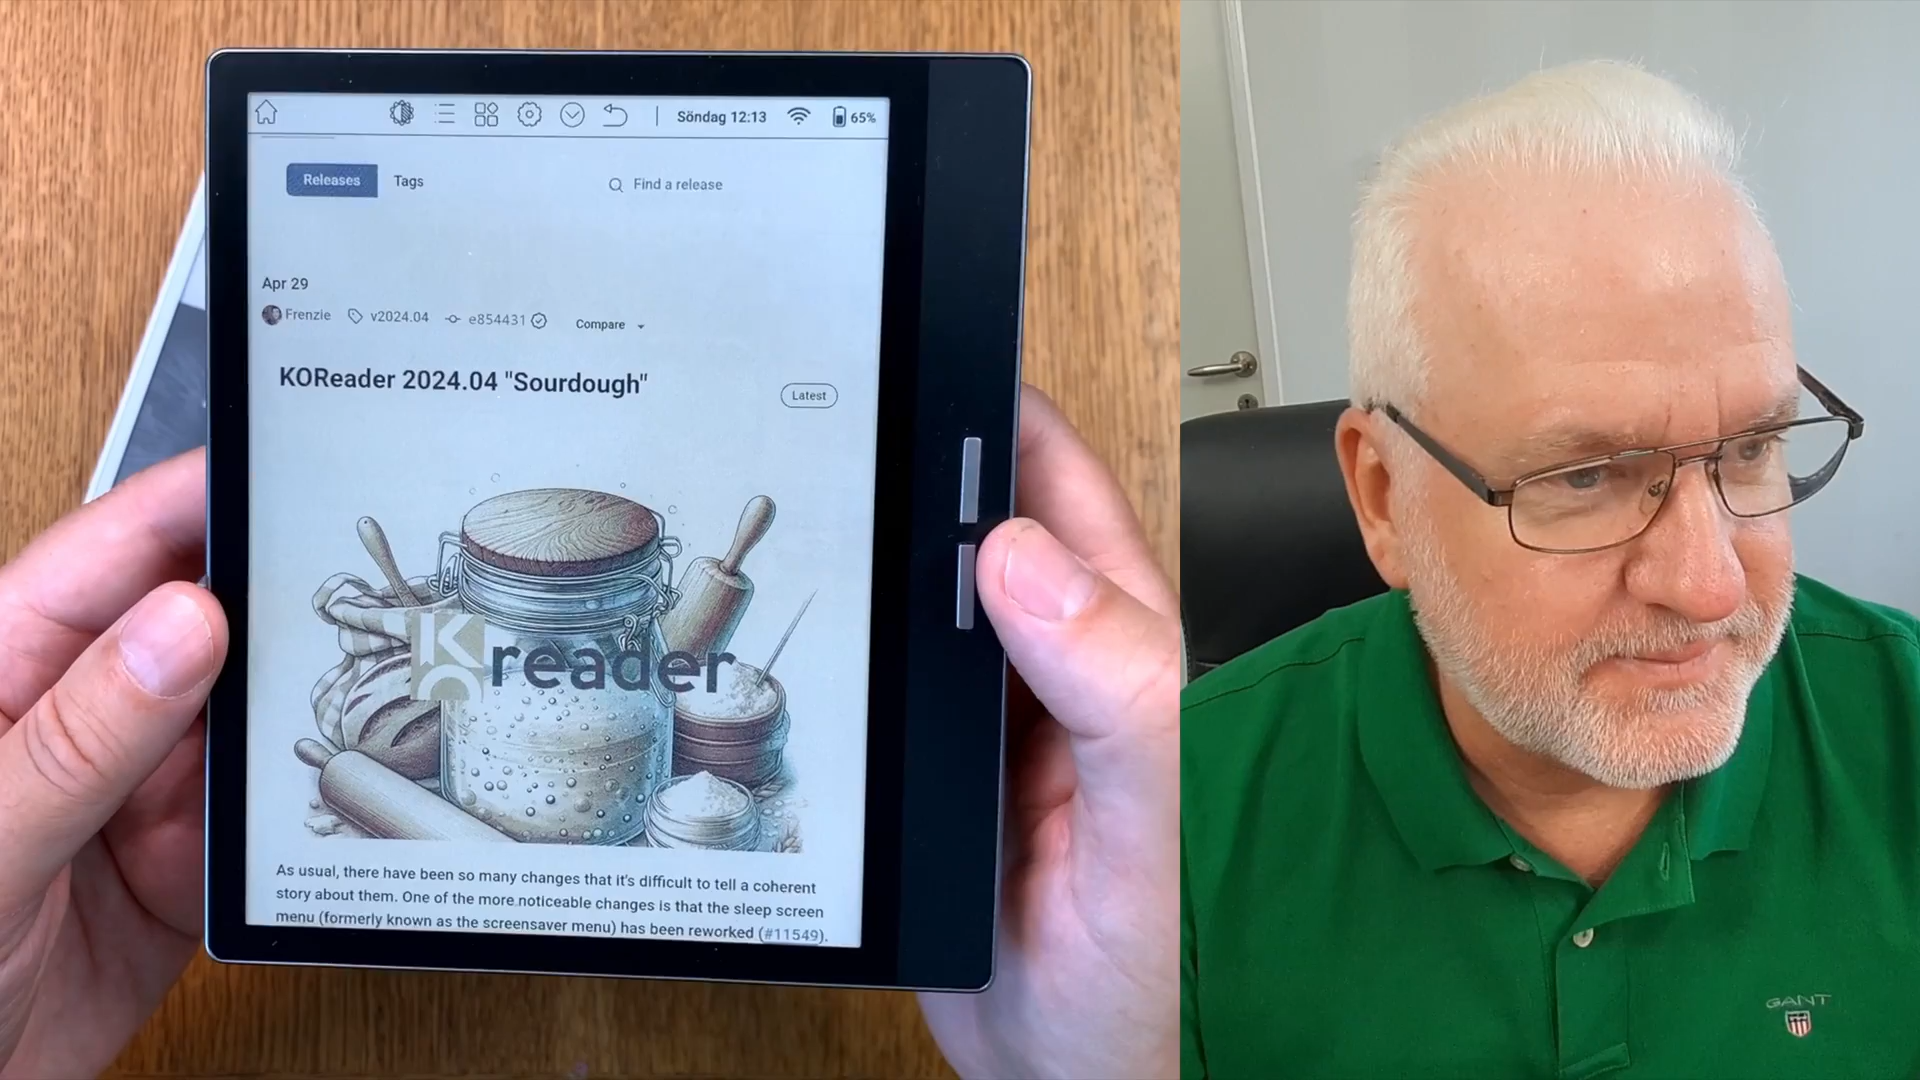 Söndag 12:13 65%
Releases Tags Find a release
Apr 29
Frenzie v2024.04 e854431 Compare
KOReader 2024.04 "Sourdough"
Latest
KO reader
As usual, there have been so many changes that it's difficult to tell a coherent
story about them. One of the more noticeable changes is that the sleep screen
menu (formerly known as the screensaver menu) has been reworked (#11549).
GANT